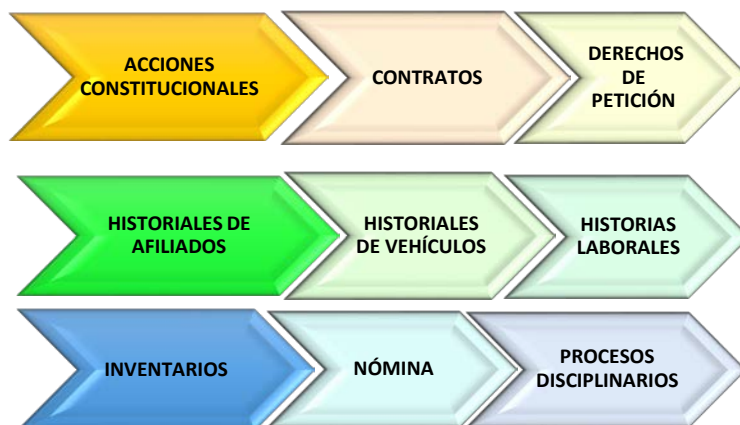 ACCIONES
CONSTITUCIONALES
CONTRATOS
DERECHOS
DE
PETICIÓN
HISTORIALES DE
AFILIADOS
HISTORIALES
DE VEHÍCULOS
HISTORIAS
LABORALES
INVENTARIOS
NÓMINA
PROCESOS
DISCIPLINARIOS